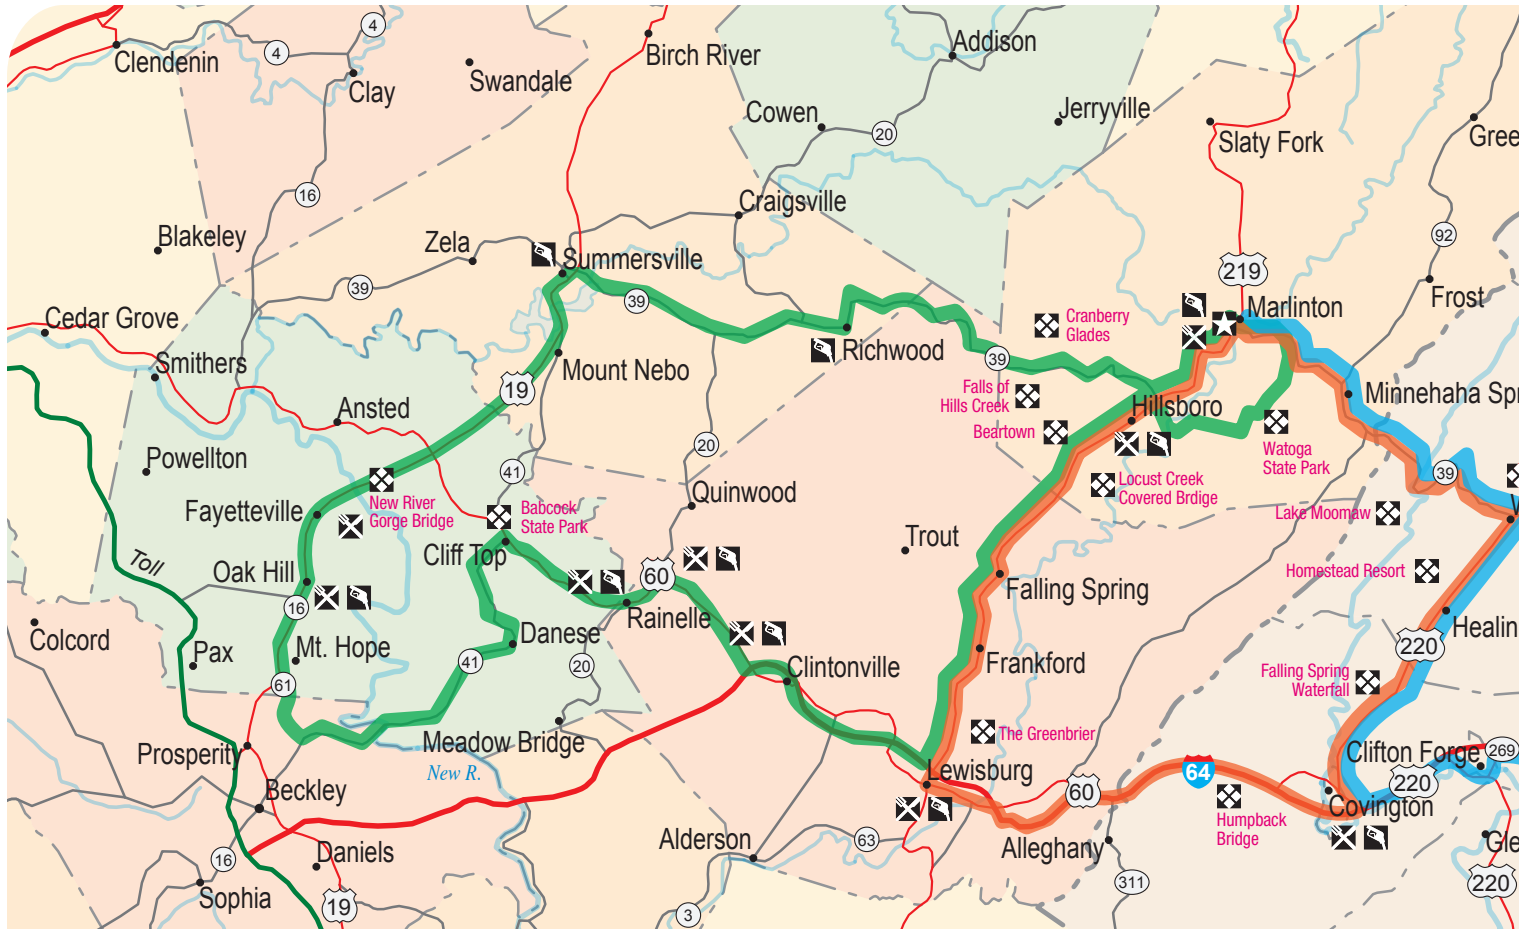 4
4
Clendenin
Clay
Swandale
Birch River
Addison
Cowen
20
Jerryville
Slaty Fork
Gree
16
Craigsville
Blakeley
Zela
Summersville
92
219
39
39
Cedar Grove
Marlinton
Frost
Smithers
Cranberry
Glades
Richwood
39
Mount Nebo
19
Falls of
Hills Creek
Minnehaha Spr
Ansted
Hillsboro
Beartown
Powellton
20
Watoga
State Park
41
39
Quinwood
Locust Creek
Covered Brdige
New River
Gorge Bridge
Babcock
State Park
Fayetteville
Lake Moomaw
W
Cliff Top
Trout
Toll
Oak Hill
60
Homestead Resort
Falling Spring
16
Rainelle
Colcord
Danese
Healin
Pax
Mt. Hope
41
20
Clintonville
Frankford
220
61
Falling Spring
Waterfall
Prosperity
Meadow Bridge
The Greenbrier
New R.
Lewisburg
64
Clifton Forge
269
220
60
Beckley
Covington
Humpback
Bridge
Alderson
63
Alleghany
Gle
16
Daniels
311
220
Sophia
19
3